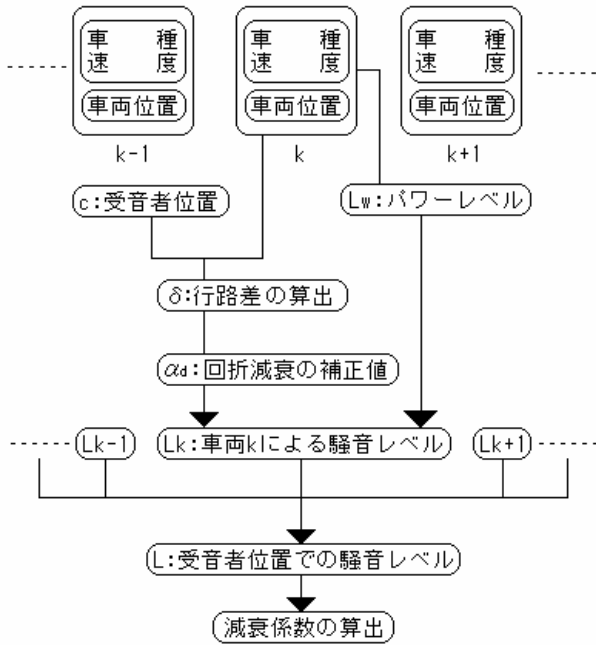 車 種 車 種 車 種
速 度 速 度 速 度
車両位置 車両位置 車両位置
k-1 k k+1
c:受音者位置 Lw:パワーレベル
δ:行路差の算出
αd:回折減衰の補正値
Lk-1 Lk:車両kによる騒音レベル Lk+1
L:受音者位置での騒音レベル
減衰係数の算出